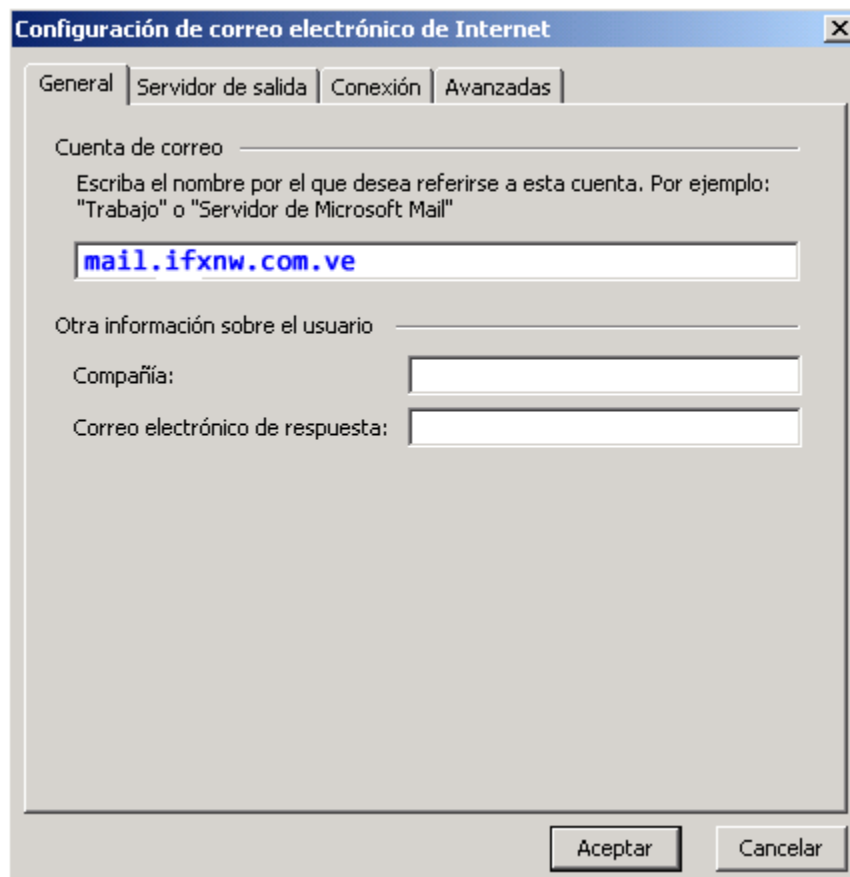 Configuración de correo electrónico de Internet
General Servidor de salida Conexión Avanzadas
Cuenta de correo
Escriba el nombre por el que desea referirse a esta cuenta. Por ejemplo:
"Trabajo" o "Servidor de Microsoft Mail"
mail.ifxnw.com.ve
Otra información sobre el usuario
Compañía:
Correo electrónico de respuesta:
Aceptar Cancelar